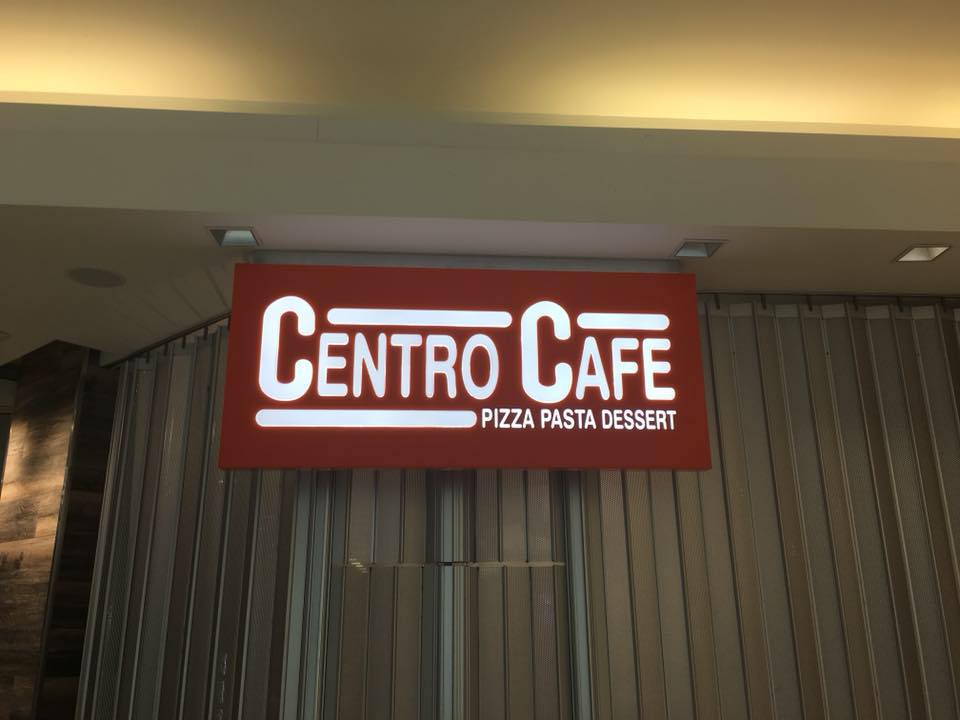 CENTRO CAFE
PIZZA PASTA DESSERT